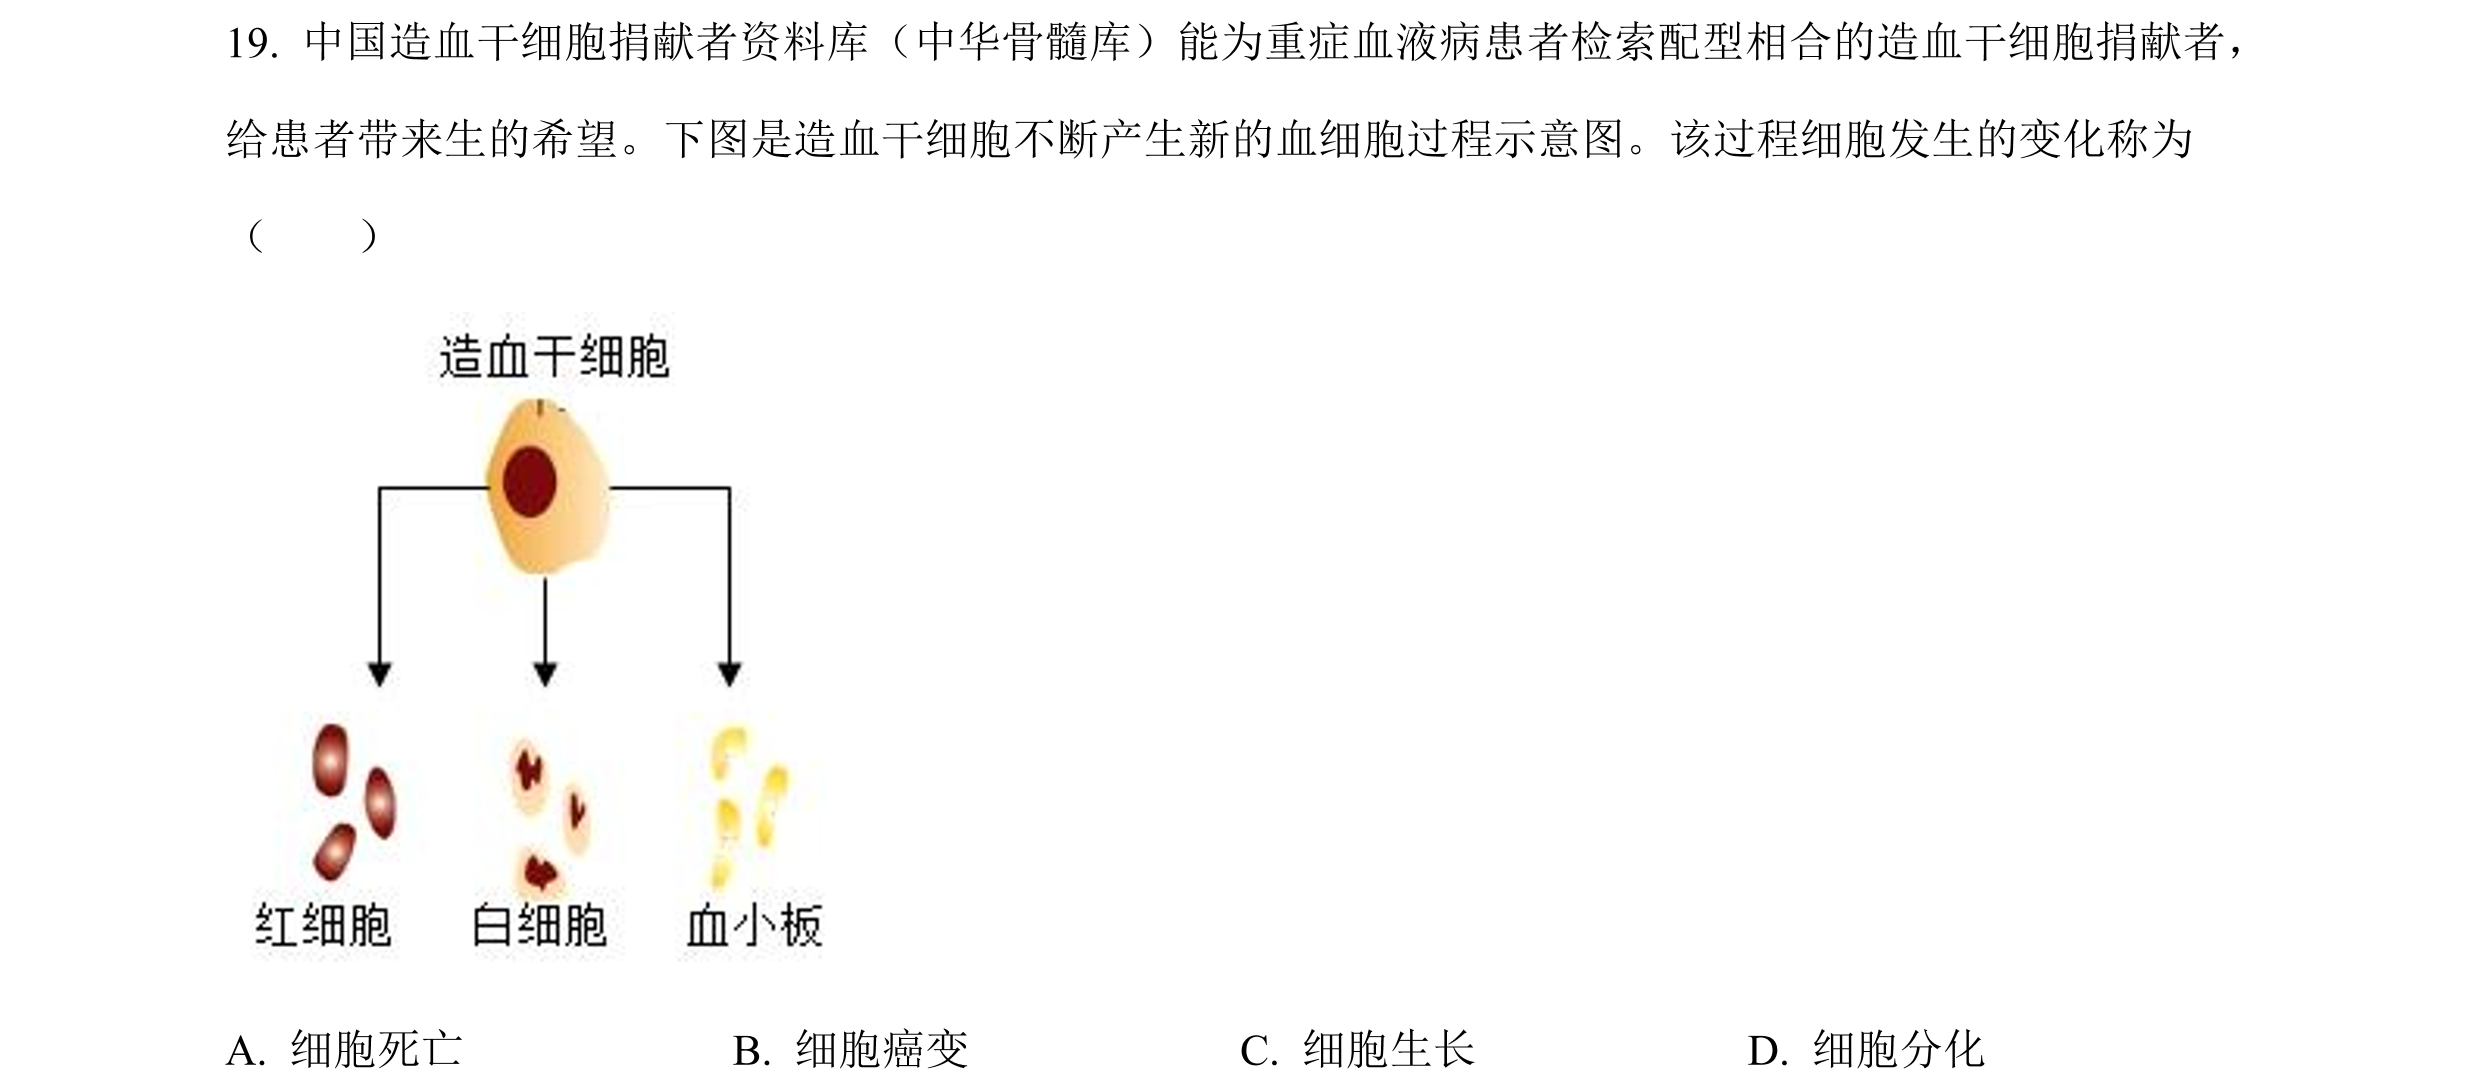 19. 中国造血干细胞捐献者资料库（中华骨髓库）能为重症血液病患者检索配型相合的造血干细胞捐献者，
给患者带来生的希望。下图是造血干细胞不断产生新的血细胞过程示意图。该过程细胞发生的变化称为
（　　）
造血干细胞
红细胞 白细胞 血小板
A. 细胞死亡 B. 细胞癌变 C. 细胞生长 D. 细胞分化